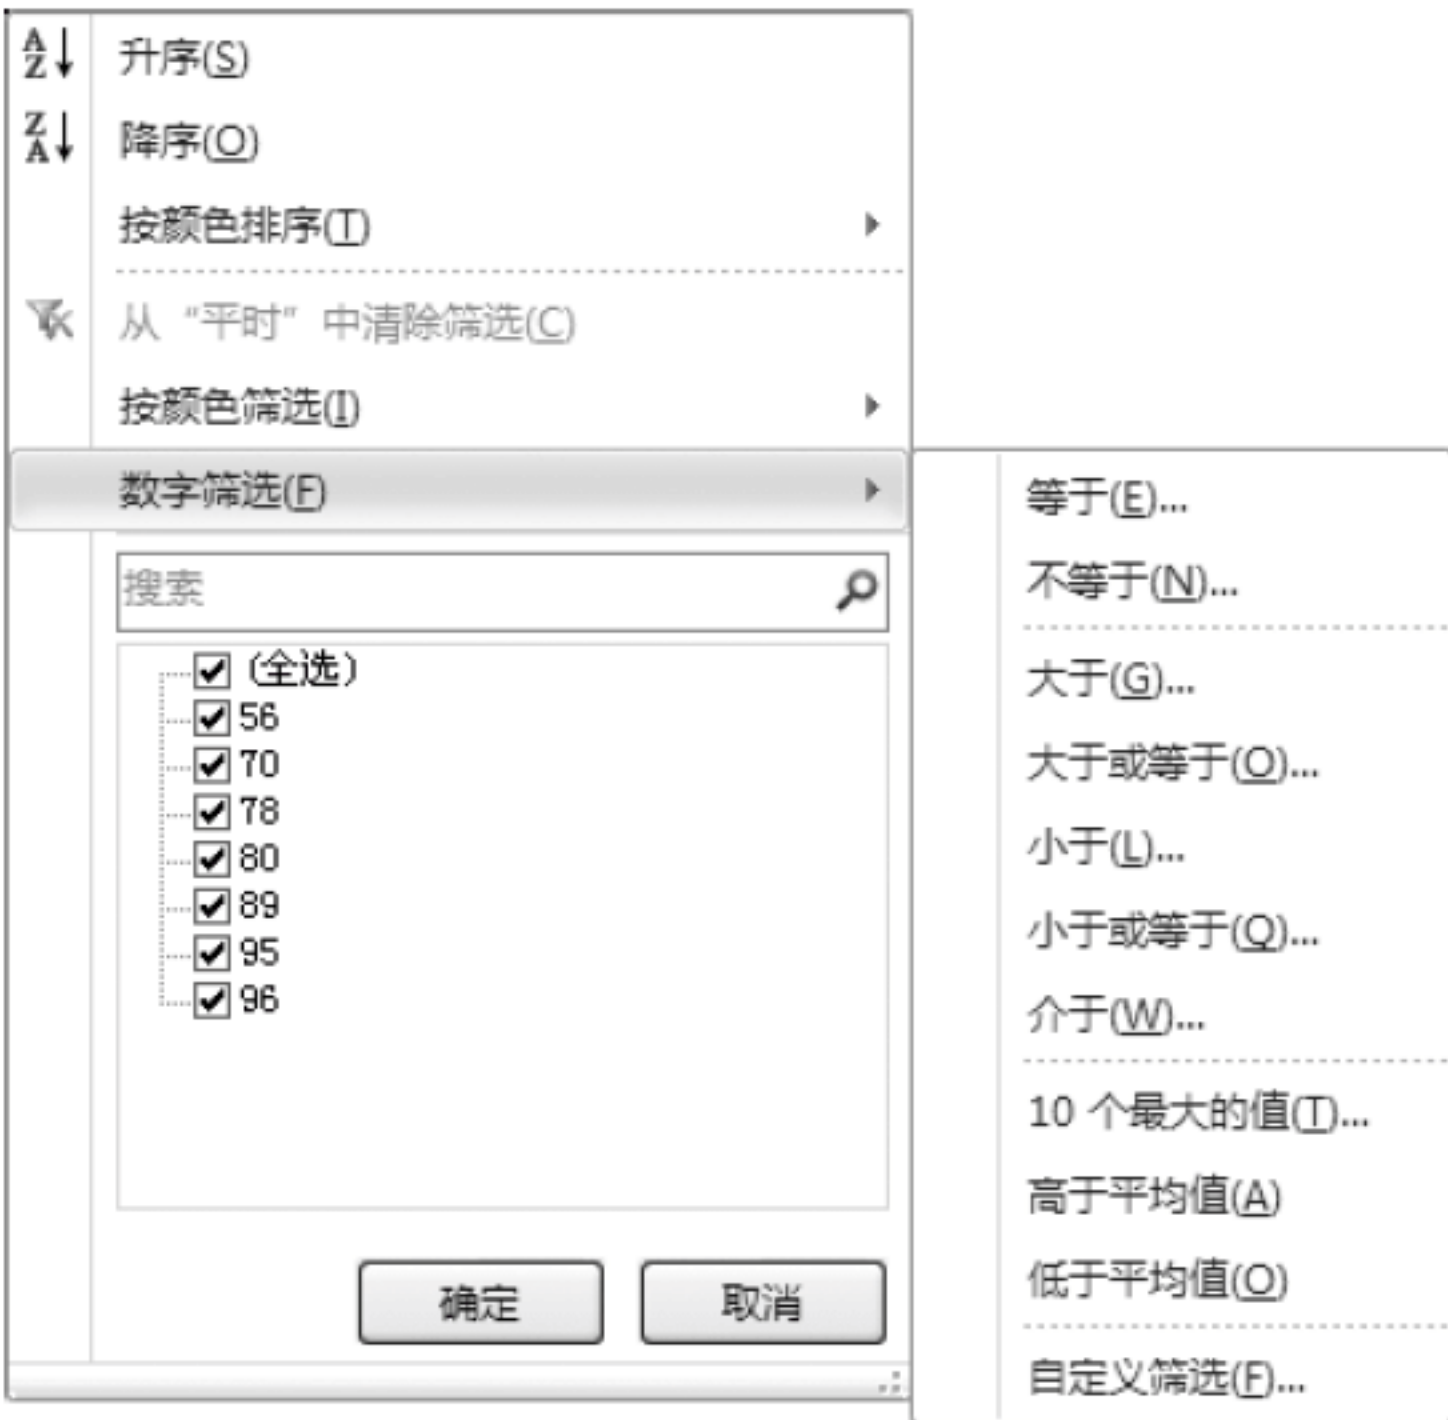 升序(S)
降序(O)
按颜色排序(T)
从“平时”中清除筛选(C)
按颜色筛选(I)
数字筛选(F)
搜索
(全选)
56
70
78
80
89
95
96
确定
取消
等于(E)...
不等于(N)...
大于(G)...
大于或等于(O)...
小于(L)...
小于或等于(Q)...
介于(W)...
10 个最大的值(T)...
高于平均值(A)
低于平均值(O)
自定义筛选(F)...